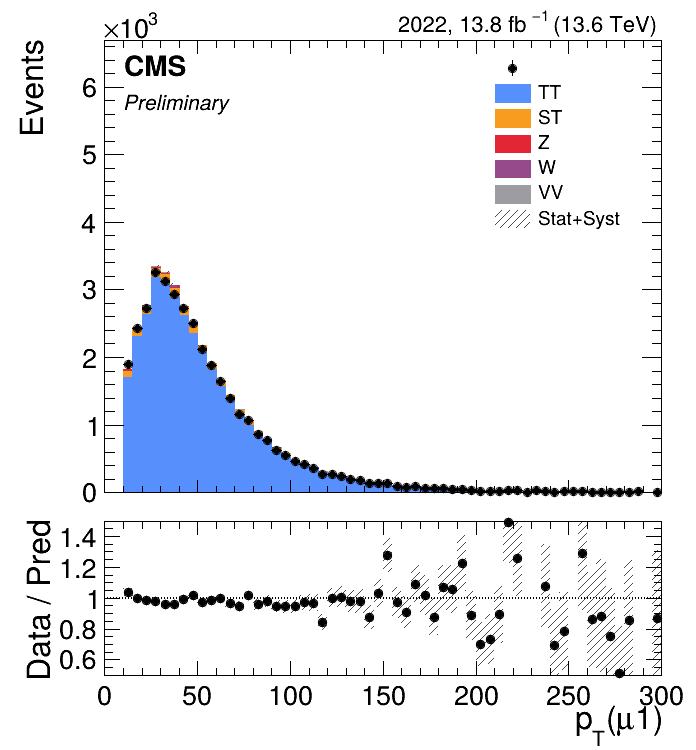 ×10³
2022, 13.8 fb⁻¹ (13.6 TeV)
Events
CMS
Preliminary
TT
ST
Z
W
VV
Stat+Syst
6
5
4
3
2
1
0
Data / Pred
1.4
1.2
1
0.8
0.6
0 50 100 150 200 250 300
p_T(μ1)